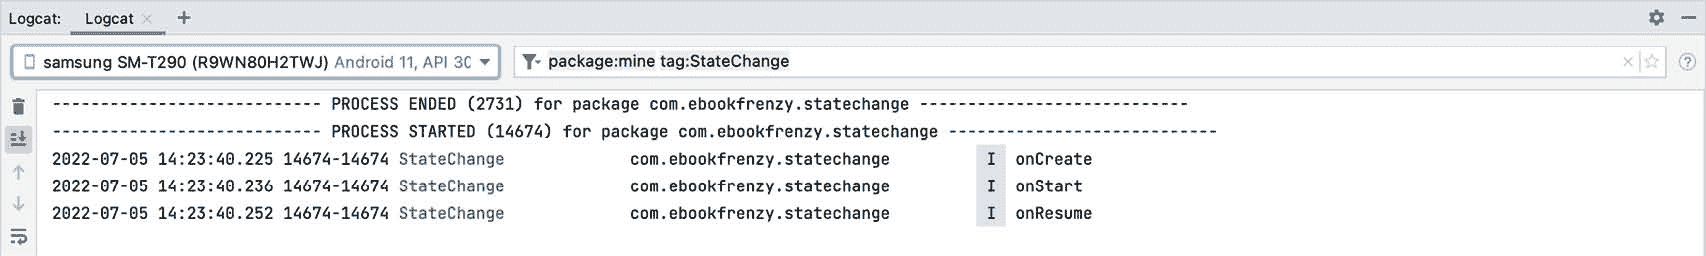 Logcat: Logcat
samsung SM-T290 (R9WN80H2TWJ) Android 11, API 30 package:mine tag:StateChange
---------------------------- PROCESS ENDED (2731) for package com.ebookfrenzy.statechange ----------------------------
---------------------------- PROCESS STARTED (14674) for package com.ebookfrenzy.statechange ----------------------------
2022-07-05 14:23:40.225 14674-14674 StateChange com.ebookfrenzy.statechange I onCreate
2022-07-05 14:23:40.236 14674-14674 StateChange com.ebookfrenzy.statechange I onStart
2022-07-05 14:23:40.252 14674-14674 StateChange com.ebookfrenzy.statechange I onResume